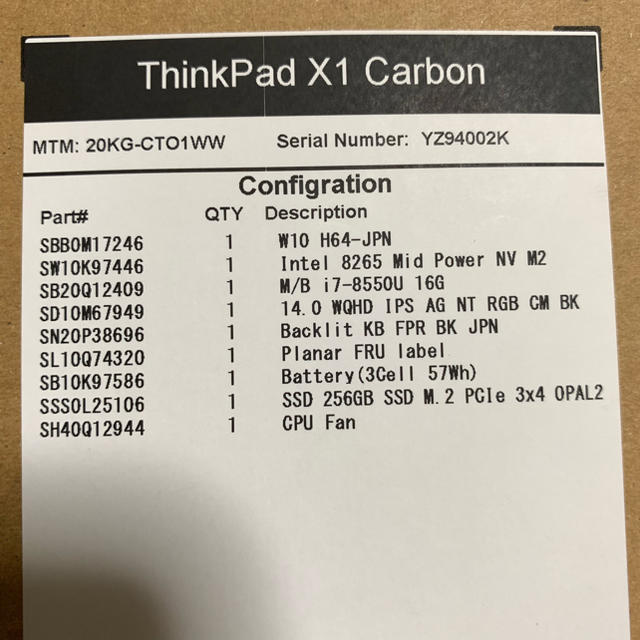 ThinkPad X1 Carbon
MTM: 20KG-CTO1WW Serial Number: YZ94002K
Configration
Part# QTY Description
SBB0M17246 1 W10 H64-JPN
SW10K97446 1 Intel 8265 Mid Power NV M2
SB20Q12409 1 M/B i7-8550U 16G
SD10M67949 1 14.0 WQHD IPS AG NT RGB CM BK
SN20P38696 1 Backlit KB FPR BK JPN
SL10Q74320 1 Planar FRU label
SB10K97586 1 Battery(3Cell 57Wh)
SSS0L25106 1 SSD 256GB SSD M.2 PCIe 3x4 OPAL2
SH40Q12944 1 CPU Fan